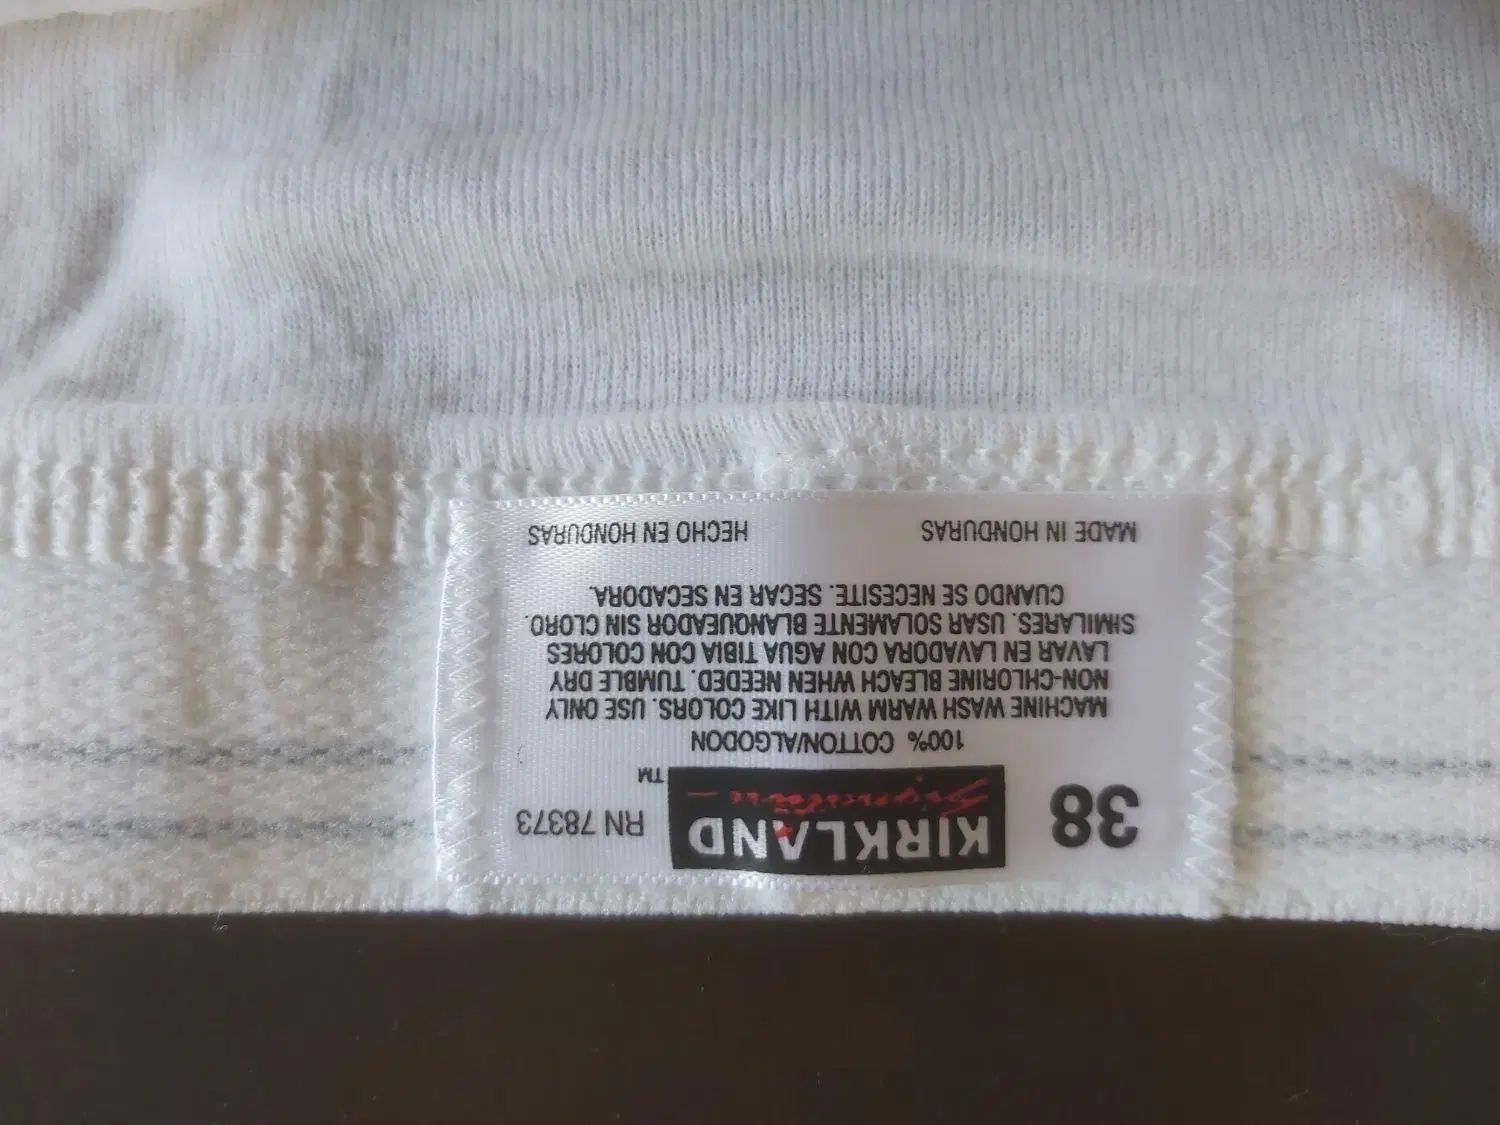 38
KIRKLAND
Signature
TM
RN 78373
100% COTTON/ALGODON
MACHINE WASH WARM WITH LIKE COLORS. USE ONLY
NON-CHLORINE BLEACH WHEN NEEDED. TUMBLE DRY
LAVAR EN LAVADORA CON AGUA TIBIA CON COLORES
SIMILARES. USAR SOLAMENTE BLANQUEADOR SIN CLORO.
CUANDO SE NECESITE. SECAR EN SECADORA.
MADE IN HONDURAS HECHO EN HONDURAS